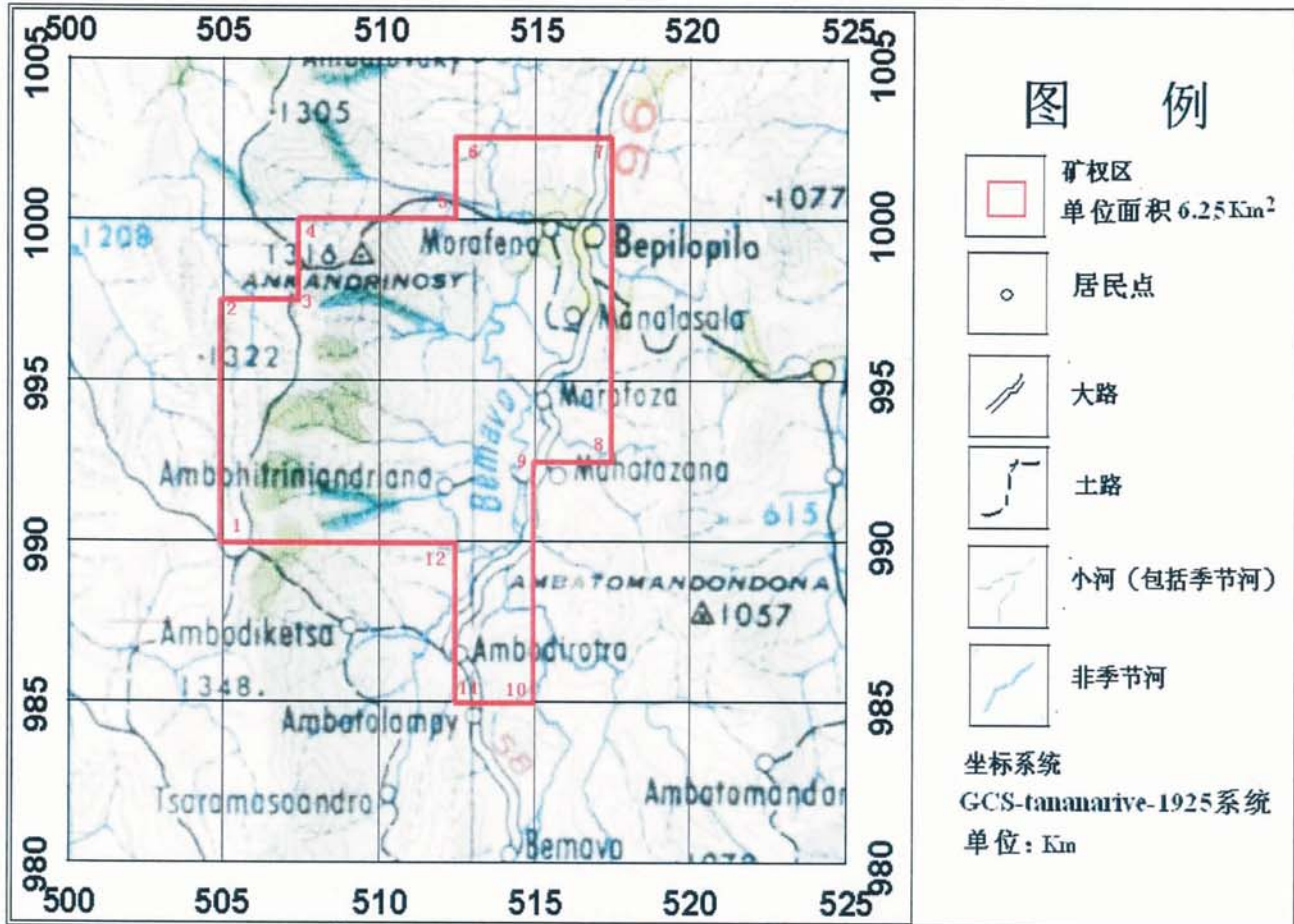 500 505 510 515 520 525
1005
1005
-1305
96
6
7
-1077
5
1000
1000
4
1208
1316
Morafeno
Bepilopilo
ANKANDRINOSY
2
3
Manalasala
-1322
995
995
Marofoza
Bemavo
8
9
Ambohitriniandriana
Mahatazana
615
1
990
990
12
AMBATOMANDONDONA
1057
Ambodiketsa
Ambodirotra
1348.
11
10
985
985
Ambatolampy
58
Tsaramasoandro
Ambatomandar
Bemavo
980
980
500 505 510 515 520 525
图 例
矿权区
单位面积 6.25Km²
居民点
大路
土路
小河（包括季节河）
非季节河
坐标系统
GCS-tananarive-1925系统
单位：Km